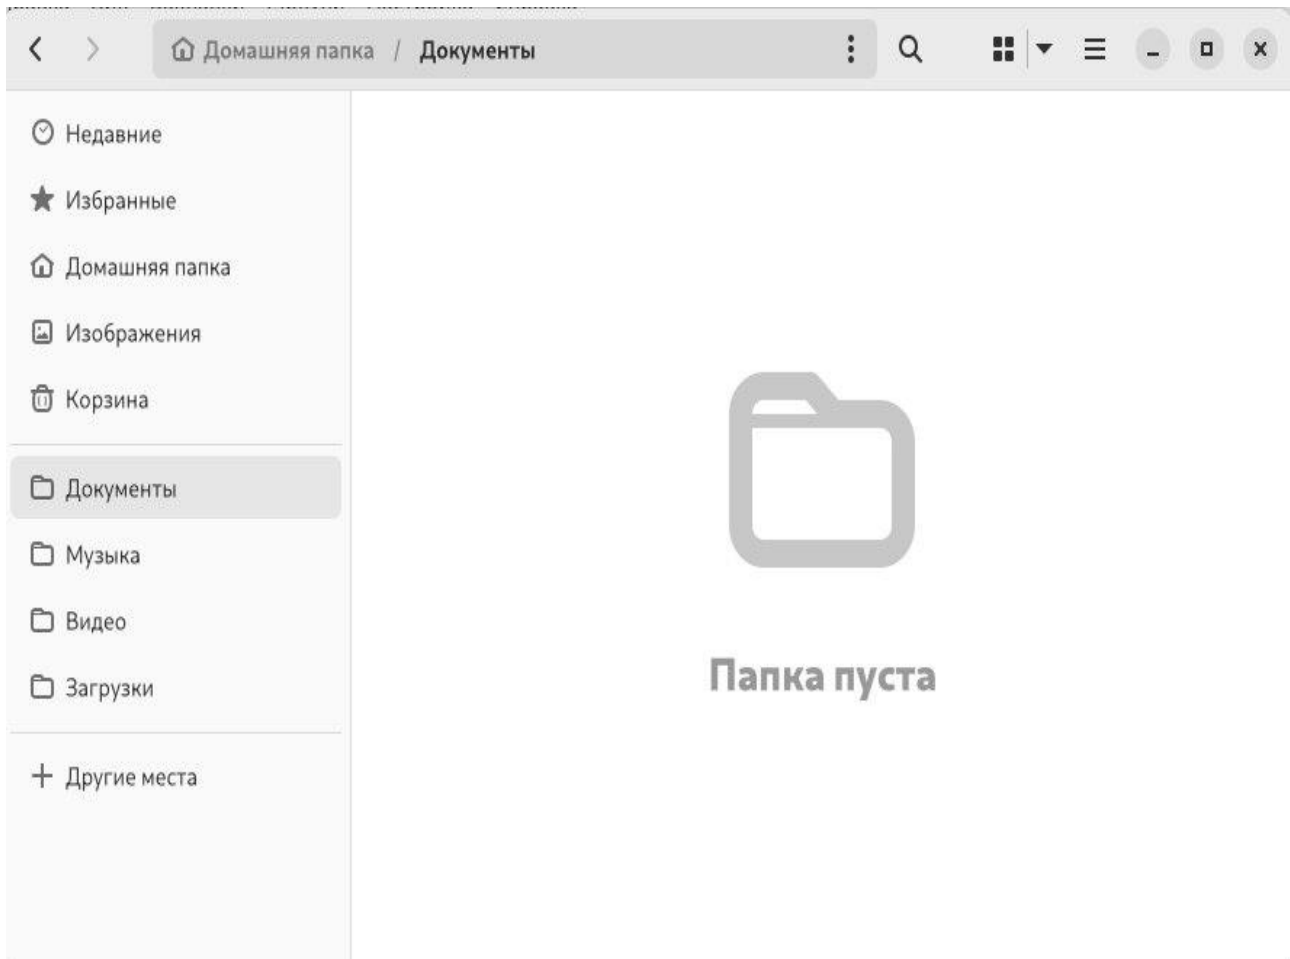 Домашняя папка / Документы
Недавние
Избранные
Домашняя папка
Изображения
Корзина
Документы
Музыка
Видео
Загрузки
Другие места
Папка пуста